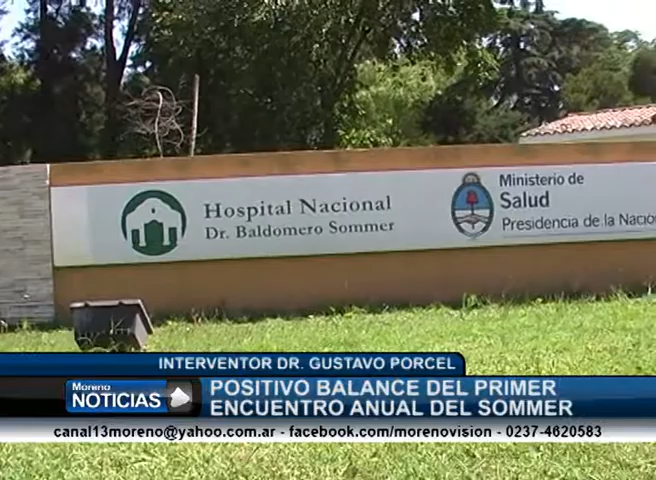 Hospital Nacional
Dr. Baldomero Sommer
Ministerio de
Salud
Presidencia de la Nació
INTERVENTOR DR. GUSTAVO PORCEL
Moreno
NOTICIAS
POSITIVO BALANCE DEL PRIMER
ENCUENTRO ANUAL DEL SOMMER
canal13moreno@yahoo.com.ar - facebook.com/morenovision - 0237-4620583